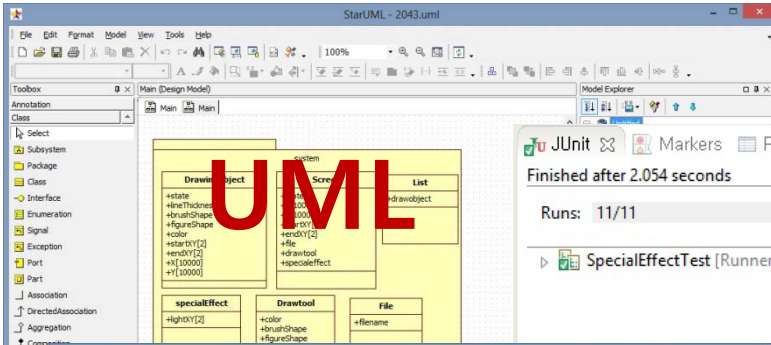 StarUML - 2043.uml
File Edit Format Model View Tools Help
100%
Toolbox
Main (Design Model)
Model Explorer
Annotation
Class
Main Main
Select
Subsystem
Package
Class
Interface
Enumeration
Signal
Exception
Port
Part
Association
DirectedAssociation
Aggregation
Composition
system
+state
+brushShape
+figureShape
+color
+startXY[2]
+endXY[2]
+X[10000]
+Y[10000]
+endXY[2]
+file
+drawtool
+specialeffect
List
+drawobject
UML
specialEffect
+lightXY[2]
Drawtool
+color
+brushShape
+figureShape
File
+filename
JUnit Markers
Finished after 2.054 seconds
Runs: 11/11
SpecialEffectTest [Runner